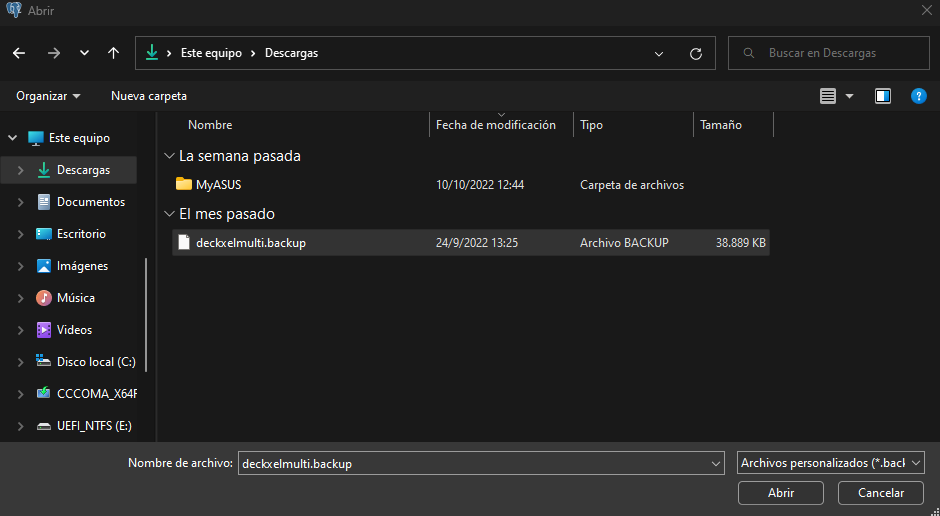 Abrir
Este equipo
Descargas
Buscar en Descargas
Organizar
Nueva carpeta
?
Nombre
Fecha de modificación
Tipo
Tamaño
Este equipo
Descargas
Documentos
Escritorio
Imágenes
Música
Videos
Disco local (C:)
CCCOMA_X64F
UEFI_NTFS (E:)
La semana pasada
MyASUS 10/10/2022 12:44 Carpeta de archivos
El mes pasado
deckxelmulti.backup 24/9/2022 13:25 Archivo BACKUP 38.889 KB
Nombre de archivo: deckxelmulti.backup
Archivos personalizados (*.back
Abrir
Cancelar